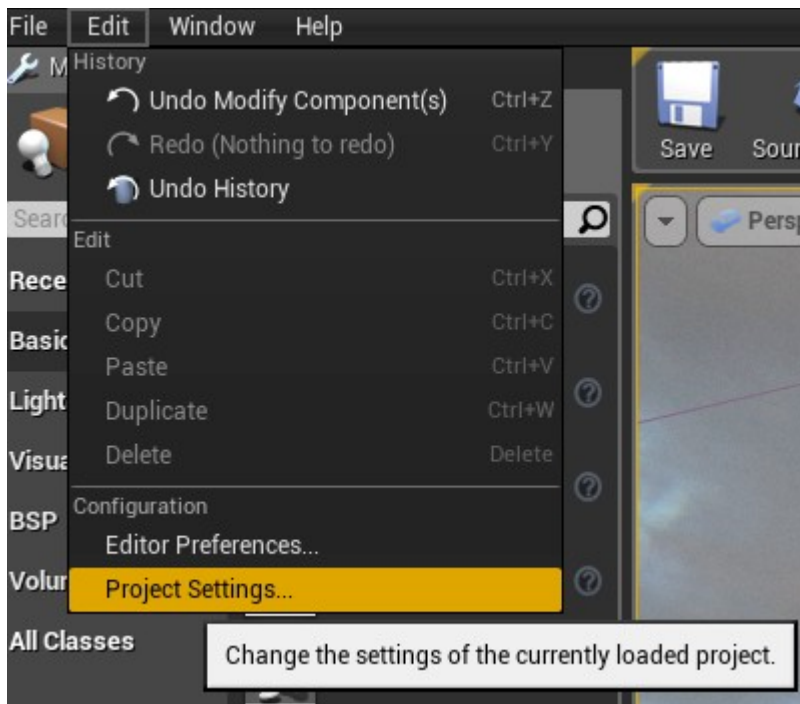 File Edit Window Help
History
Undo Modify Component(s) Ctrl+Z
Redo (Nothing to redo) Ctrl+Y
Undo History
Save
Edit
Cut Ctrl+X
Copy Ctrl+C
Paste Ctrl+V
Duplicate Ctrl+W
Delete Delete
Configuration
Editor Preferences...
Project Settings...
Light
BSP
All Classes
Change the settings of the currently loaded project.